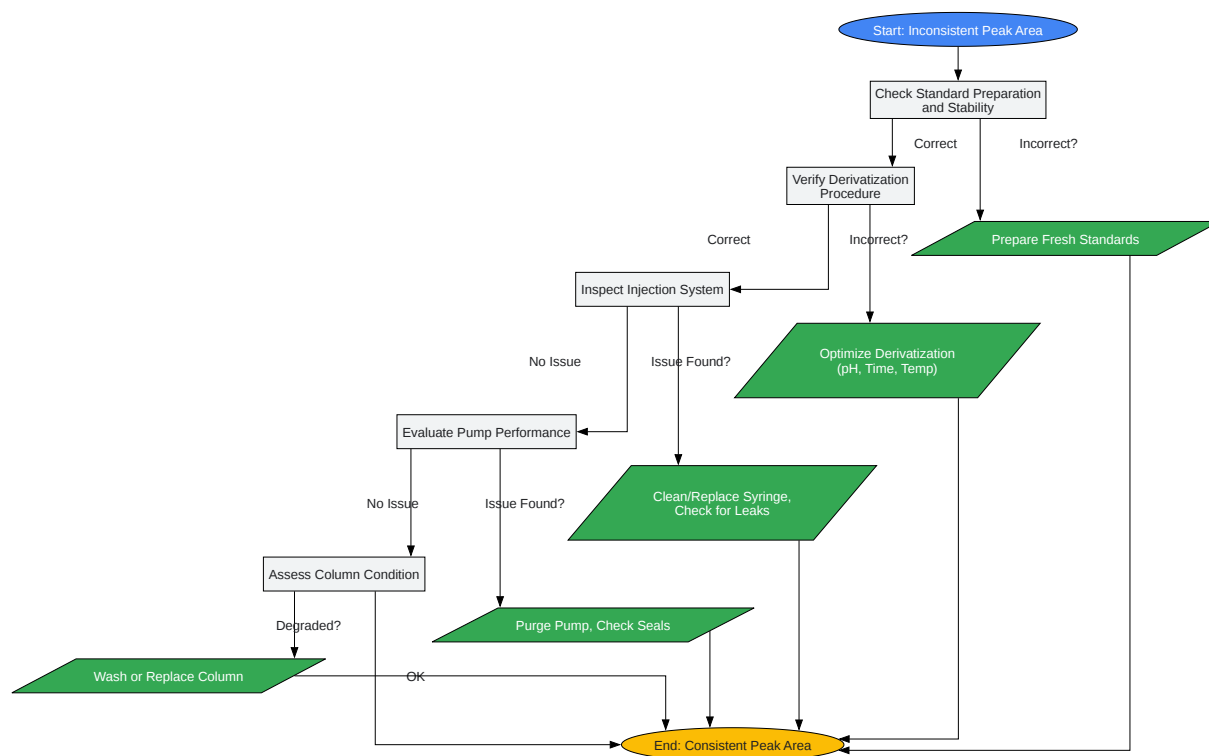 Start: Inconsistent Peak Area
Check Standard Preparation
and Stability
Correct
Incorrect?
Verify Derivatization
Procedure
Prepare Fresh Standards
Correct
Incorrect?
Inspect Injection System
Optimize Derivatization
(pH, Time, Temp)
No Issue
Issue Found?
Evaluate Pump Performance
Clean/Replace Syringe,
Check for Leaks
No Issue
Issue Found?
Assess Column Condition
Purge Pump, Check Seals
Degraded?
Wash or Replace Column
OK
End: Consistent Peak Area